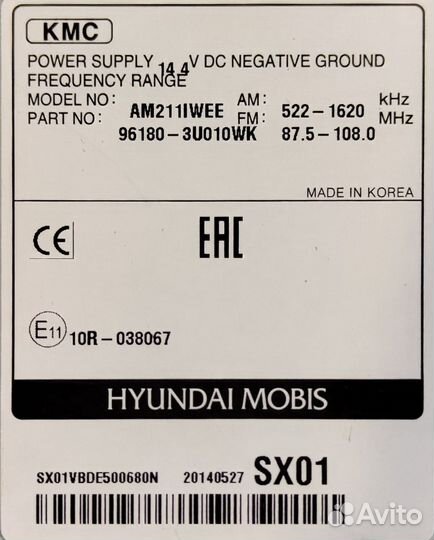 KMC
POWER SUPPLY 14.4V DC NEGATIVE GROUND
FREQUENCY RANGE
MODEL NO: AM211IWEE AM: 522-1620 kHz
PART NO: 96180-3U010WK FM: 87.5-108.0 MHz
MADE IN KOREA
CE EAC
E11 10R-038067
HYUNDAI MOBIS
SX01VBDE500680N 20140527 SX01
Avito